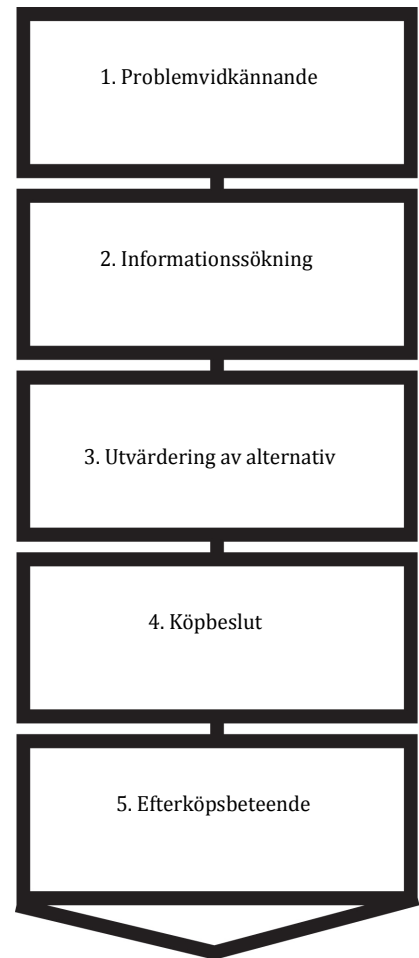 1. Problemvidkännande
2. Informationssökning
3. Utvärdering av alternativ
4. Köpbeslut
5. Efterköpsbeteende